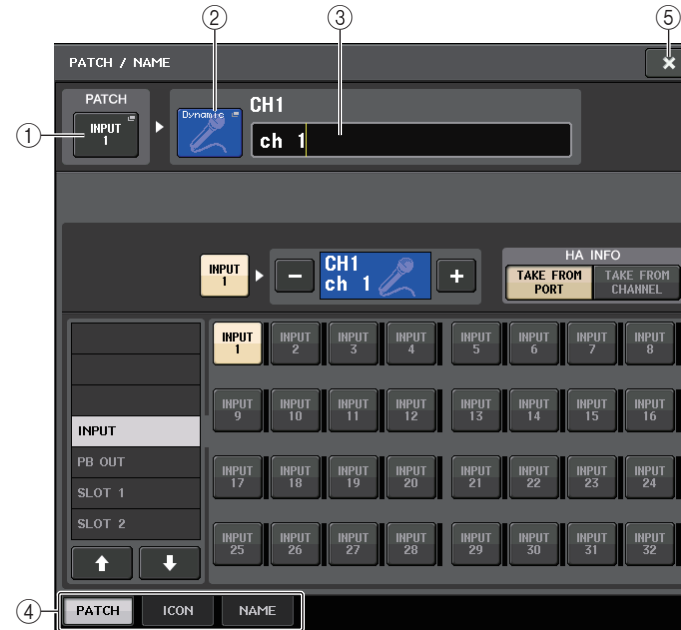 ② ③ ⑤
PATCH / NAME ×
PATCH
① INPUT 1
Dynamic
CH1
ch 1
INPUT 1
−
CH1
ch 1
+
HA INFO
TAKE FROM PORT
TAKE FROM CHANNEL
INPUT 1 INPUT 2 INPUT 3 INPUT 4 INPUT 5 INPUT 6 INPUT 7 INPUT 8
INPUT 9 INPUT 10 INPUT 11 INPUT 12 INPUT 13 INPUT 14 INPUT 15 INPUT 16
INPUT
PB OUT
SLOT 1
SLOT 2
INPUT 17 INPUT 18 INPUT 19 INPUT 20 INPUT 21 INPUT 22 INPUT 23 INPUT 24
INPUT 25 INPUT 26 INPUT 27 INPUT 28 INPUT 29 INPUT 30 INPUT 31 INPUT 32
④ PATCH ICON NAME